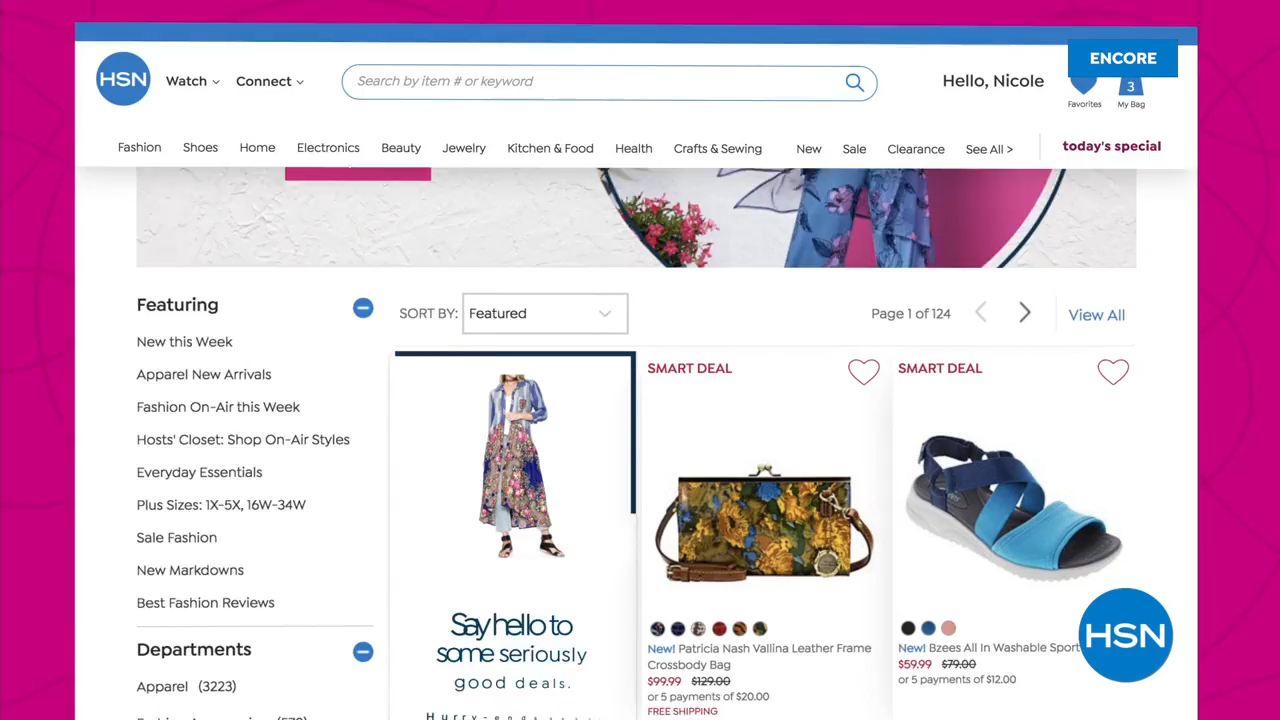 ENCORE
HSN
Watch
Connect
Search by item # or keyword
Hello, Nicole
3
Favorites
My Bag
Fashion
Shoes
Home
Electronics
Beauty
Jewelry
Kitchen & Food
Health
Crafts & Sewing
New
Sale
Clearance
See All >
today's special
Featuring
SORT BY:
Featured
Page 1 of 124
View All
New this Week
Apparel New Arrivals
Fashion On-Air this Week
Hosts' Closet: Shop On-Air Styles
Everyday Essentials
Plus Sizes: 1X-5X, 16W-34W
Sale Fashion
New Markdowns
Best Fashion Reviews
Departments
Apparel (3223)
Say hello to
some seriously
good deals.
SMART DEAL
New! Patricia Nash Vallina Leather Frame
Crossbody Bag
$99.99 $129.00
or 5 payments of $20.00
FREE SHIPPING
SMART DEAL
New! Bzees All In Washable Sport
$59.99 $79.00
or 5 payments of $12.00
HSN